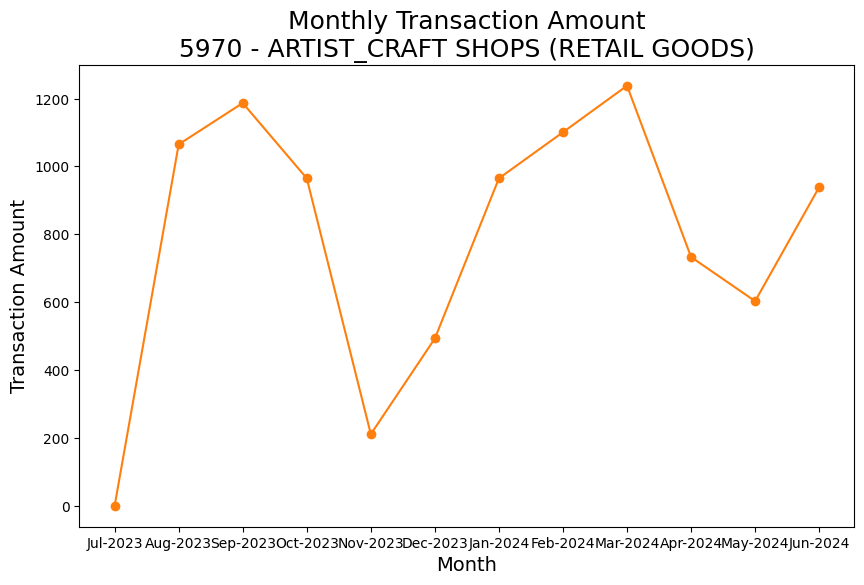 Monthly Transaction Amount
5970 - ARTIST_CRAFT SHOPS (RETAIL GOODS)
Transaction Amount
1200
1000
800
600
400
200
0
Jul-2023 Aug-2023 Sep-2023 Oct-2023 Nov-2023 Dec-2023 Jan-2024 Feb-2024 Mar-2024 Apr-2024 May-2024 Jun-2024
Month